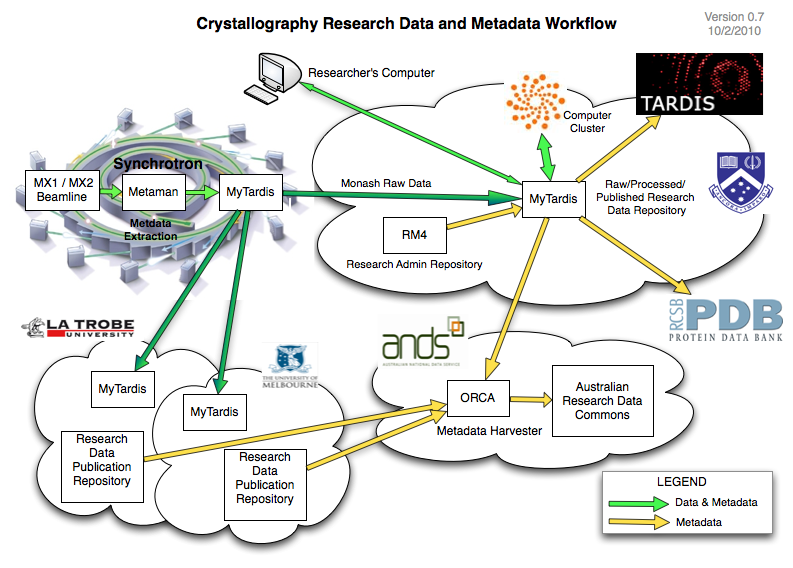 Crystallography Research Data and Metadata Workflow
Version 0.7
10/2/2010
Researcher's Computer
Computer
Cluster
TARDIS
Synchrotron
MX1 / MX2
Beamline
Metaman
MyTardis
Metdata
Extraction
Monash Raw Data
MyTardis
Raw/Processed/
Published Research
Data Repository
RM4
Research Admin Repository
LA TROBE
UNIVERSITY
THE UNIVERSITY OF
MELBOURNE
ands
AUSTRALIAN NATIONAL DATA SERVICE
RCSB
PDB
PROTEIN DATA BANK
MyTardis
MyTardis
Research
Data
Publication
Repository
Research
Data
Publication
Repository
ORCA
Metadata Harvester
Australian
Research Data
Commons
LEGEND
Data & Metadata
Metadata